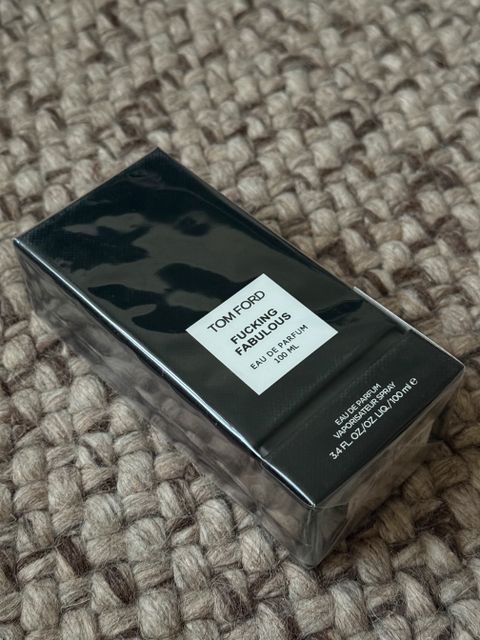 TOM FORD
FUCKING
FABULOUS
EAU DE PARFUM
100 ML
EAU DE PARFUM
VAPORISATEUR SPRAY
3.4 FL. OZ./OZ. LIQ./100 ml e